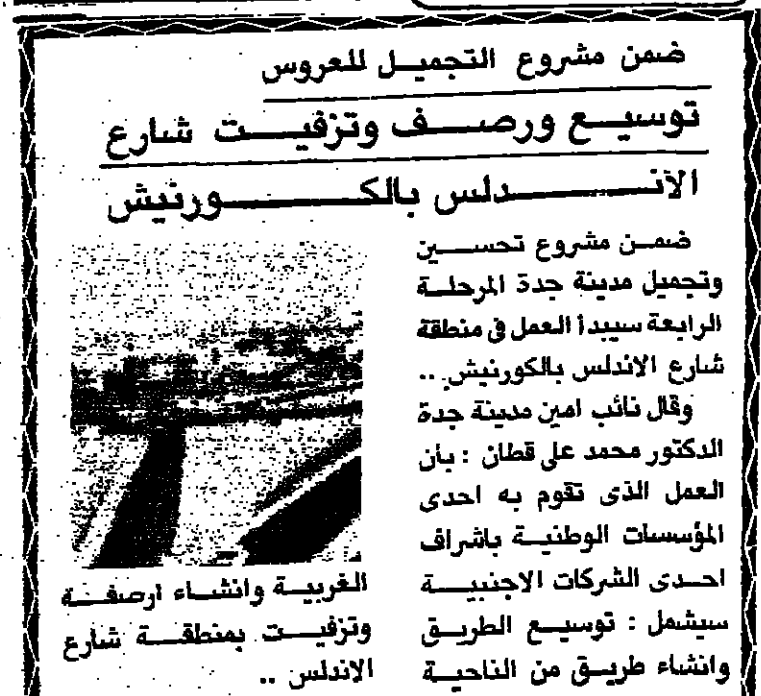 ضمن مشروع التجميل للعروس
توسيع ورصف وتزفيت شارع
الأندلس بالكورنيش
ضمن مشروع تحسين
وتجميل مدينة جدة المرحلة
الرابعة سيبدأ العمل في منطقة
شارع الاندلس بالكورنيش ..
وقال نائب امين مدينة جدة
الدكتور محمد على قطان : بأن
العمل الذى تقوم به احدى
المؤسسات الوطنية باشراف
احدى الشركات الاجنبية
سيشمل : توسيع الطريق
وانشاء طريق من الناحية
الغربية وانشاء ارصفة
وتزفيت بمنطقة شارع
الاندلس ..